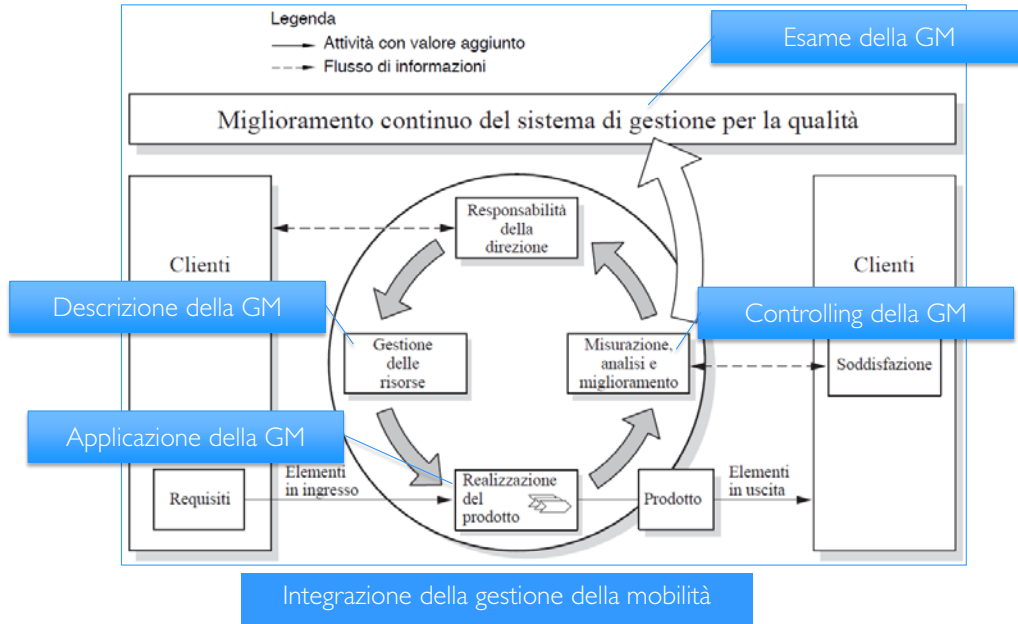 Legenda
Attività con valore aggiunto
Flusso di informazioni
Esame della GM
Miglioramento continuo del sistema di gestione per la qualità
Responsabilità
della
direzione
Clienti
Clienti
Descrizione della GM
Controlling della GM
Gestione
delle
risorse
Misurazione,
analisi e
miglioramento
Soddisfazione
Applicazione della GM
Requisiti
Elementi
in ingresso
Realizzazione
del
prodotto
Prodotto
Elementi
in uscita
Integrazione della gestione della mobilità